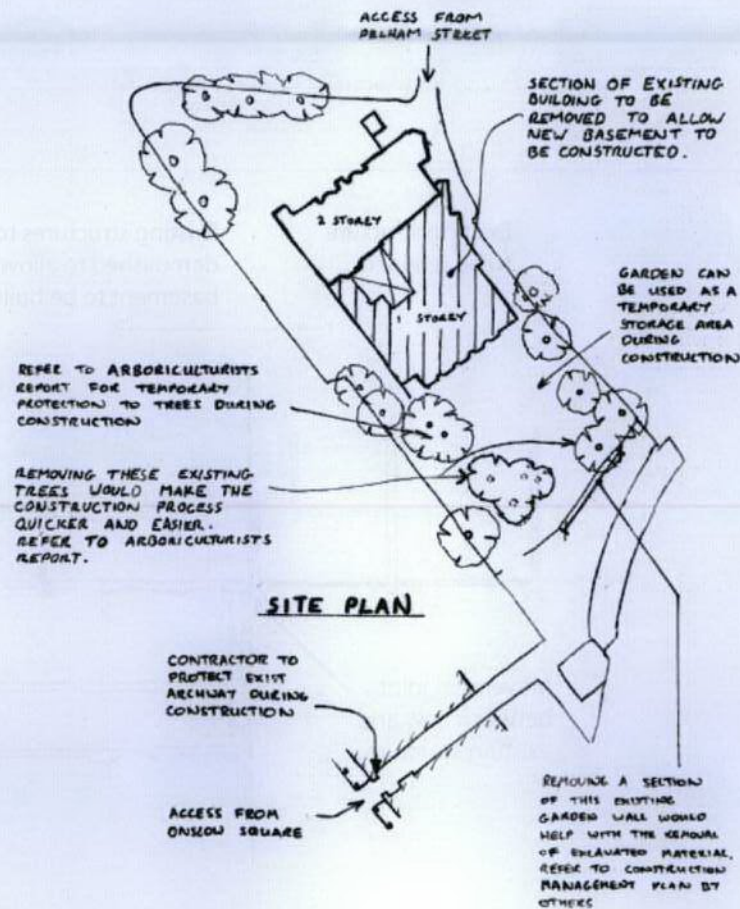 ACCESS FROM
PELHAM STREET
SECTION OF EXISTING
BUILDING TO BE
REMOVED TO ALLOW
NEW BASEMENT TO
BE CONSTRUCTED.
2 STOREY
1 STOREY
GARDEN CAN
BE USED AS A
TEMPORARY
STORAGE AREA
DURING
CONSTRUCTION
REFER TO ARBORICULTURISTS
REPORT FOR TEMPORARY
PROTECTION TO TREES DURING
CONSTRUCTION
REMOVING THESE EXISTING
TREES WOULD MAKE THE
CONSTRUCTION PROCESS
QUICKER AND EASIER.
REFER TO ARBORICULTURISTS
REPORT.
SITE PLAN
CONTRACTOR TO
PROTECT EXIST
ARCHWAY DURING
CONSTRUCTION
ACCESS FROM
ONSLOW SQUARE
REMOVING A SECTION
OF THIS EXISTING
GARDEN WALL WOULD
HELP WITH THE REMOVAL
OF EXCAVATED MATERIAL.
REFER TO CONSTRUCTION
MANAGEMENT PLAN BY
OTHERS